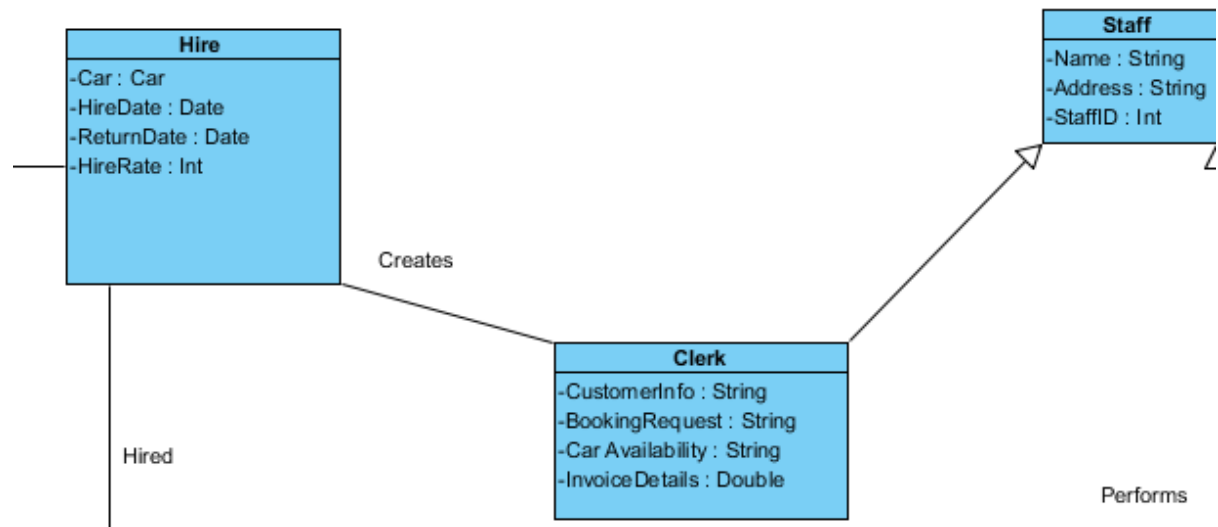 Hire
-Car : Car
-HireDate : Date
-ReturnDate : Date
-HireRate : Int
Staff
-Name : String
-Address : String
-StaffID : Int
Creates
Clerk
-CustomerInfo : String
-BookingRequest : String
-Car Availability : String
-InvoiceDetails : Double
Hired
Performs